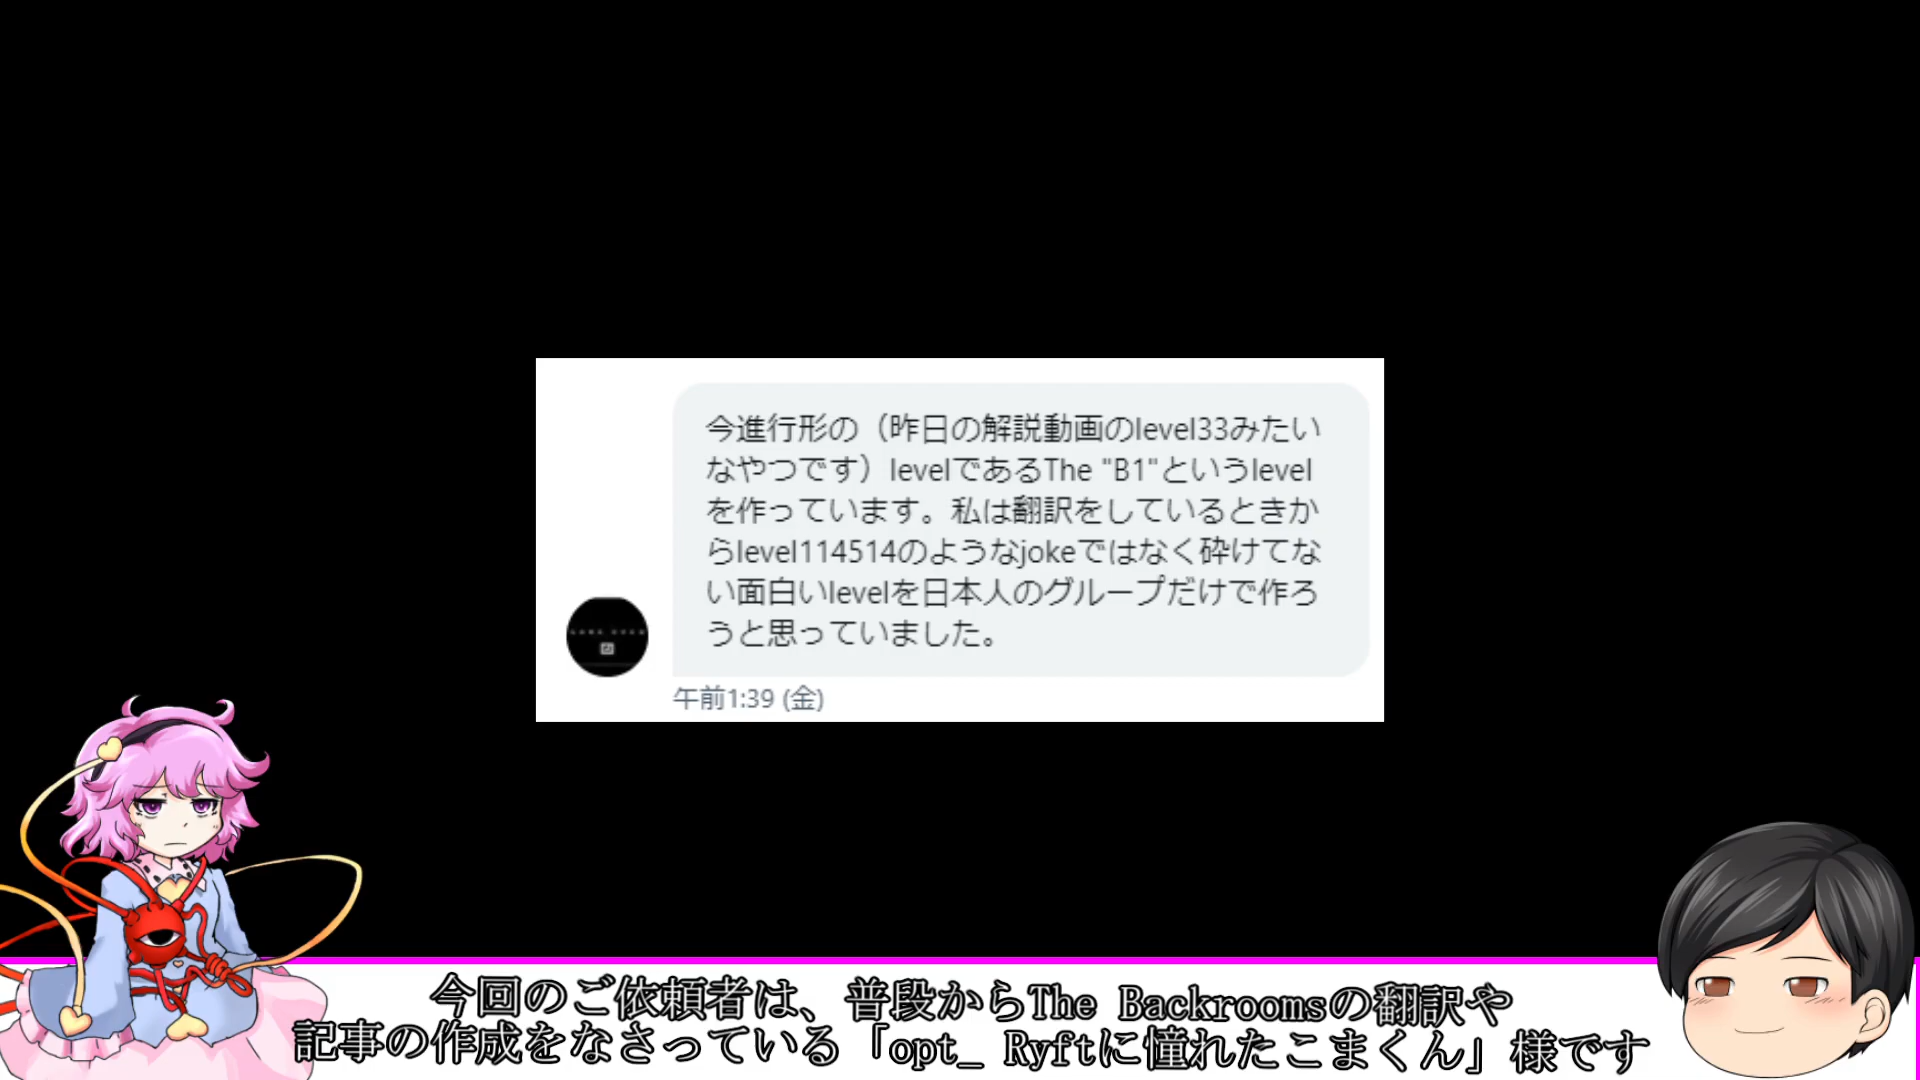 今進行形の（昨日の解説動画のlevel33みたい
なやつです）levelであるThe "B1"というlevel
を作っています。私は翻訳をしているときか
らlevel114514のようなjokeではなく砕けてな
い面白いlevelを日本人のグループだけで作ろ
うと思っていました。
午前1:39 (金)
今回のご依頼者は、普段からThe Backroomsの翻訳や
記事の作成をなさっている「opt_ Ryftに憧れたこまくん」様です